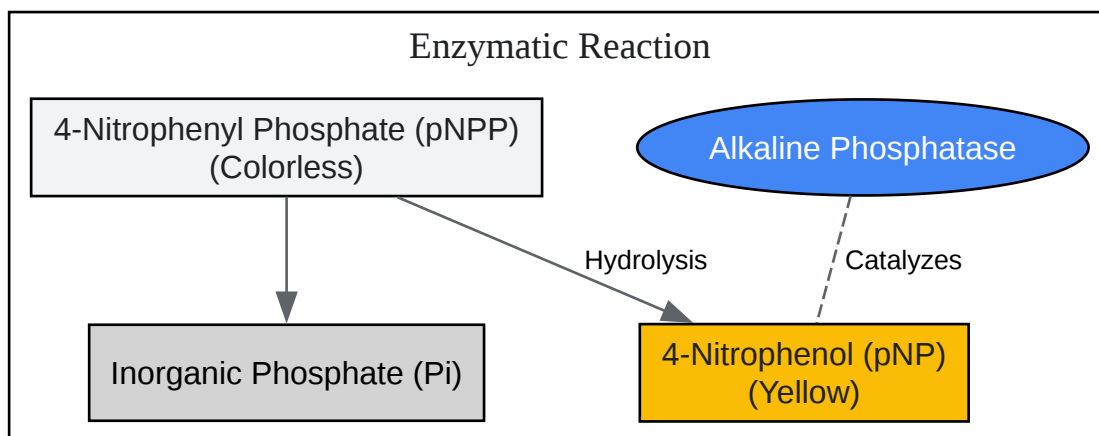 Enzymatic Reaction
4-Nitrophenyl Phosphate (pNPP)
(Colorless)
Alkaline Phosphatase
Hydrolysis
Catalyzes
Inorganic Phosphate (Pi)
4-Nitrophenol (pNP)
(Yellow)